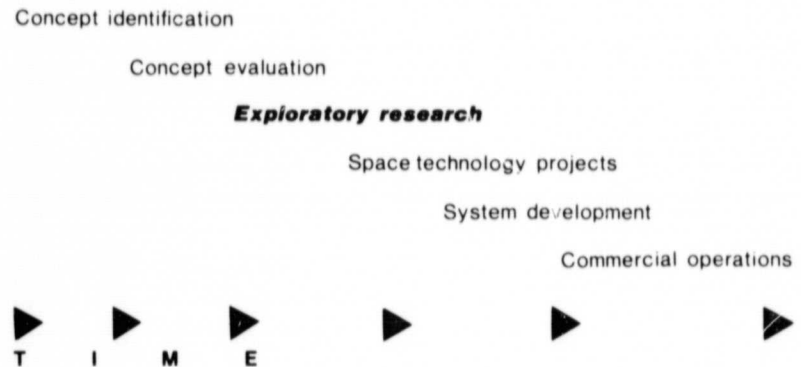 Concept identification
Concept evaluation
Exploratory research
Space technology projects
System development
Commercial operations
T I M E